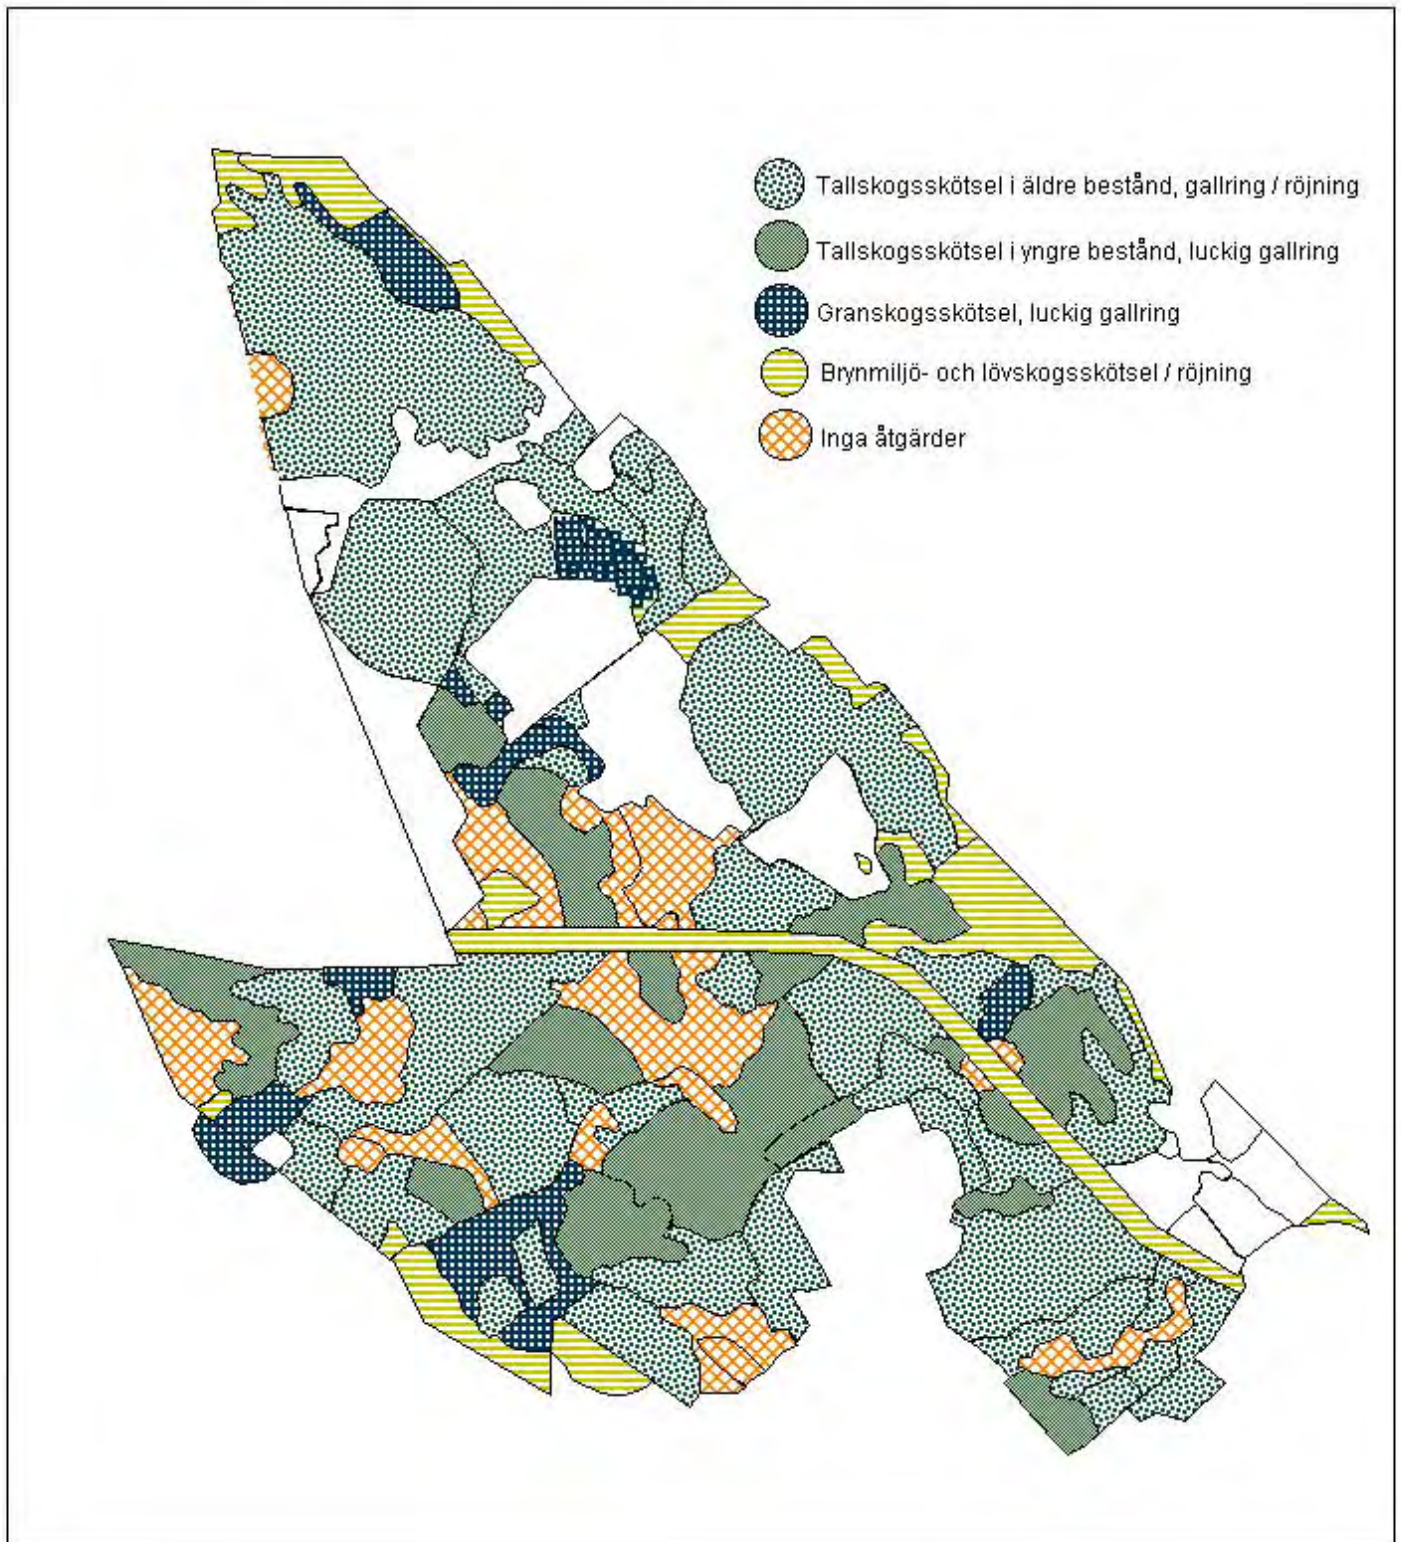 Tallskogsskötsel i äldre bestånd, gallring / röjning
Tallskogsskötsel i yngre bestånd, luckig gallring
Granskogsskötsel, luckig gallring
Brynmiljö- och lövskogsskötsel / röjning
Inga åtgärder